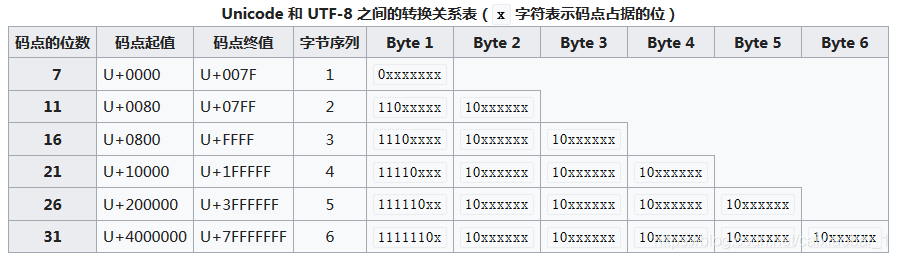 Unicode 和 UTF-8 之间的转换关系表（ x 字符表示码点占据的位）
码点的位数 码点起值 码点终值 字节序列 Byte 1 Byte 2 Byte 3 Byte 4 Byte 5 Byte 6
7 U+0000 U+007F 1 0xxxxxxx
11 U+0080 U+07FF 2 110xxxxx 10xxxxxx
16 U+0800 U+FFFF 3 1110xxxx 10xxxxxx 10xxxxxx
21 U+10000 U+1FFFFF 4 11110xxx 10xxxxxx 10xxxxxx 10xxxxxx
26 U+200000 U+3FFFFFF 5 111110xx 10xxxxxx 10xxxxxx 10xxxxxx 10xxxxxx
31 U+4000000 U+7FFFFFFF 6 1111110x 10xxxxxx 10xxxxxx 10xxxxxx 10xxxxxx 10xxxxxx